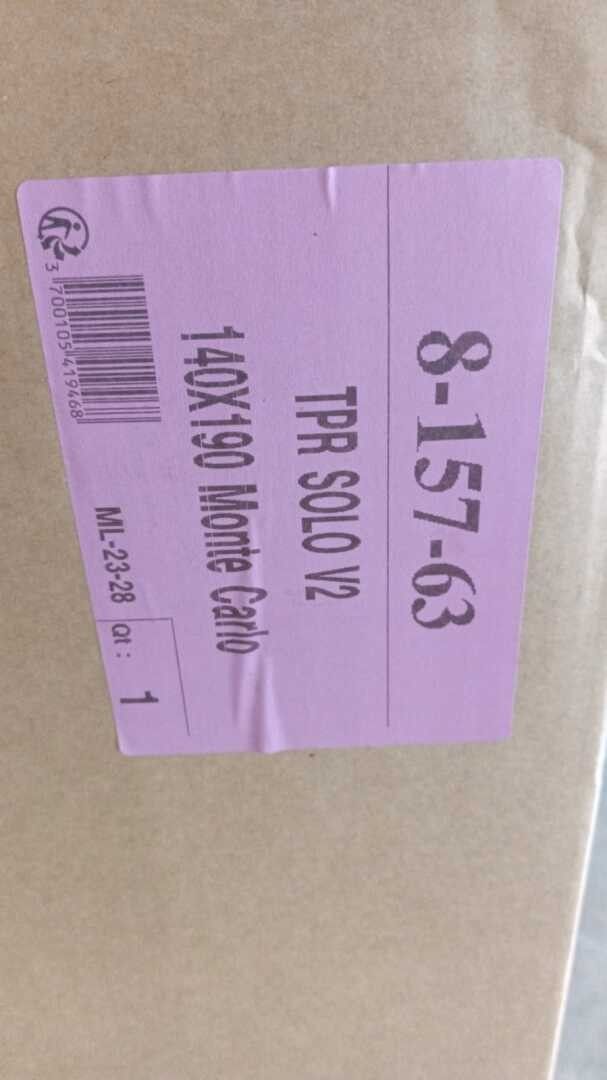 8-157-63
TPR SOLO V2
140X190 Monte Carlo
3 700105 419468
ML-23-28 Qt : 1